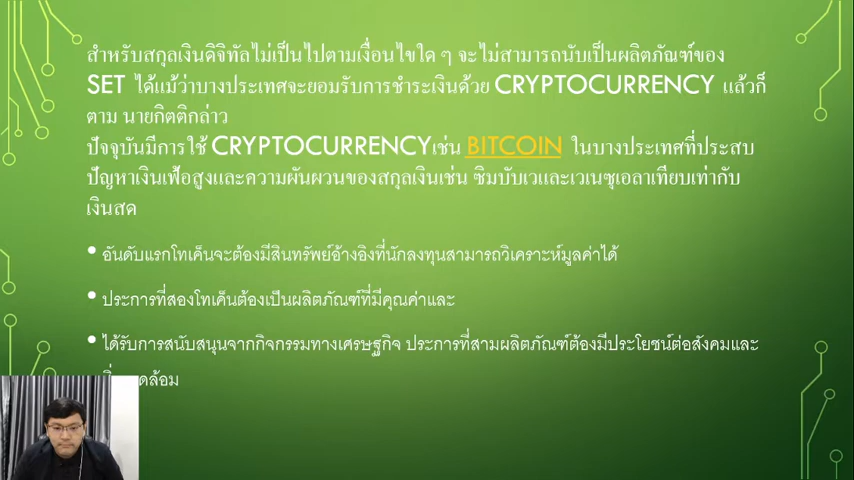 สำหรับสกุลเงินดิจิทัลไม่เป็นไปตามเงื่อนไขใด ๆ จะไม่สามารถนับเป็นผลิตภัณฑ์ของ
SET ได้แม้ว่าบางประเทศจะยอมรับการชำระเงินด้วย CRYPTOCURRENCY แล้วก็
ตาม นายกิตติกล่าว
ปัจจุบันมีการใช้ CRYPTOCURRENCYเช่น BITCOIN ในบางประเทศที่ประสบ
ปัญหาเงินเฟ้อสูงและความผันผวนของสกุลเงินเช่น ซิมบับเวและเวเนซุเอลาเทียบเท่ากับ
เงินสด
• อันดับแรกโทเค็นจะต้องมีสินทรัพย์อ้างอิงที่นักลงทุนสามารถวิเคราะห์มูลค่าได้
• ประการที่สองโทเค็นต้องเป็นผลิตภัณฑ์ที่มีคุณค่าและ
• ได้รับการสนับสนุนจากกิจกรรมทางเศรษฐกิจ ประการที่สามผลิตภัณฑ์ต้องมีประโยชน์ต่อสังคมและ
ล้อม